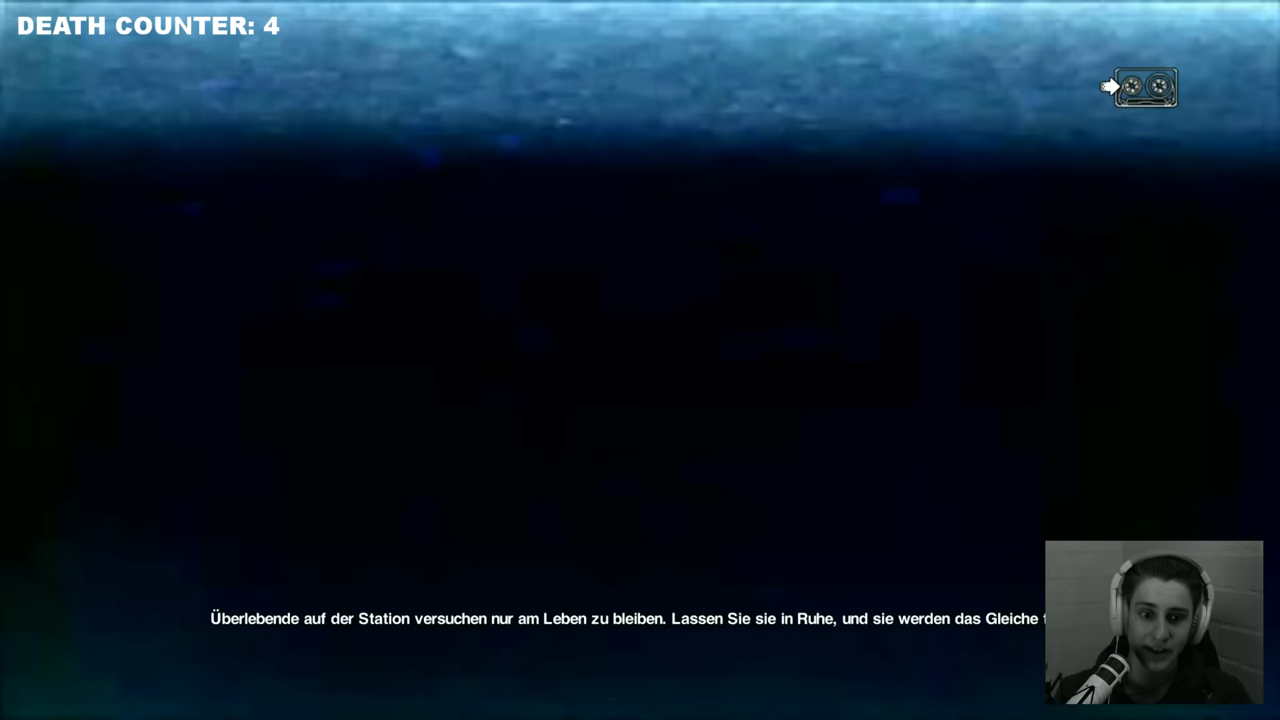 DEATH COUNTER: 4
Überlebende auf der Station versuchen nur am Leben zu bleiben. Lassen Sie sie in Ruhe, und sie werden das Gleiche